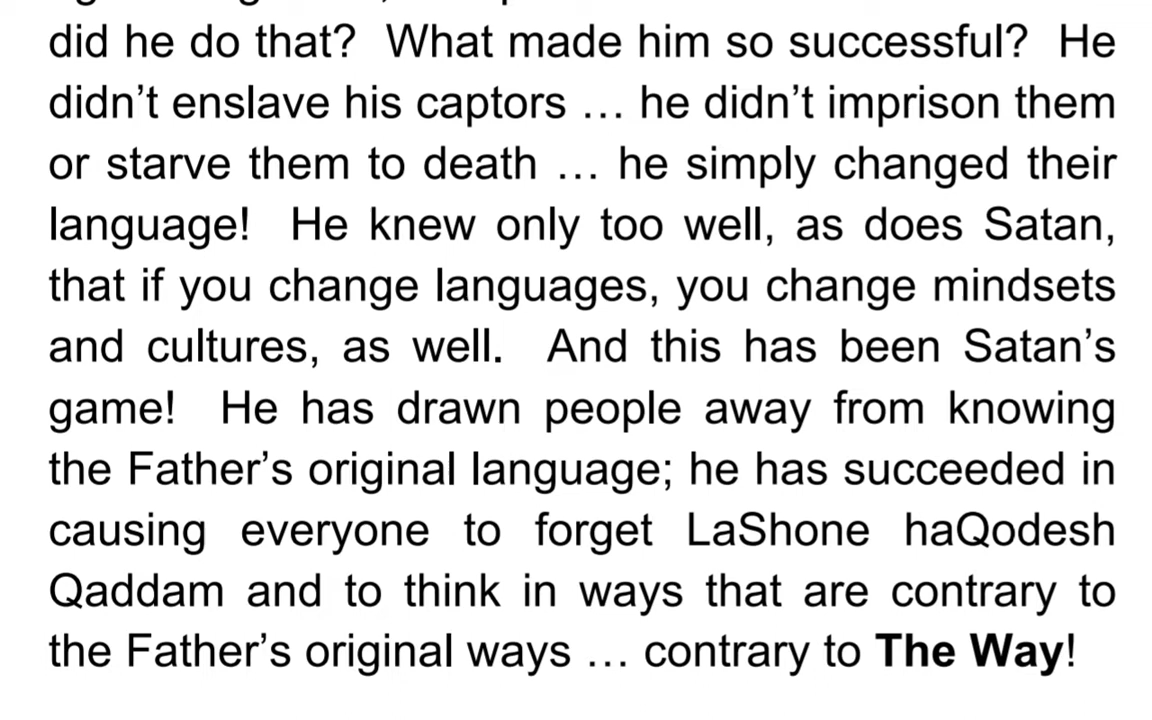 did he do that? What made him so successful? He
didn’t enslave his captors … he didn’t imprison them
or starve them to death … he simply changed their
language! He knew only too well, as does Satan,
that if you change languages, you change mindsets
and cultures, as well. And this has been Satan’s
game! He has drawn people away from knowing
the Father’s original language; he has succeeded in
causing everyone to forget LaShone haQodesh
Qaddam and to think in ways that are contrary to
the Father’s original ways … contrary to The Way!